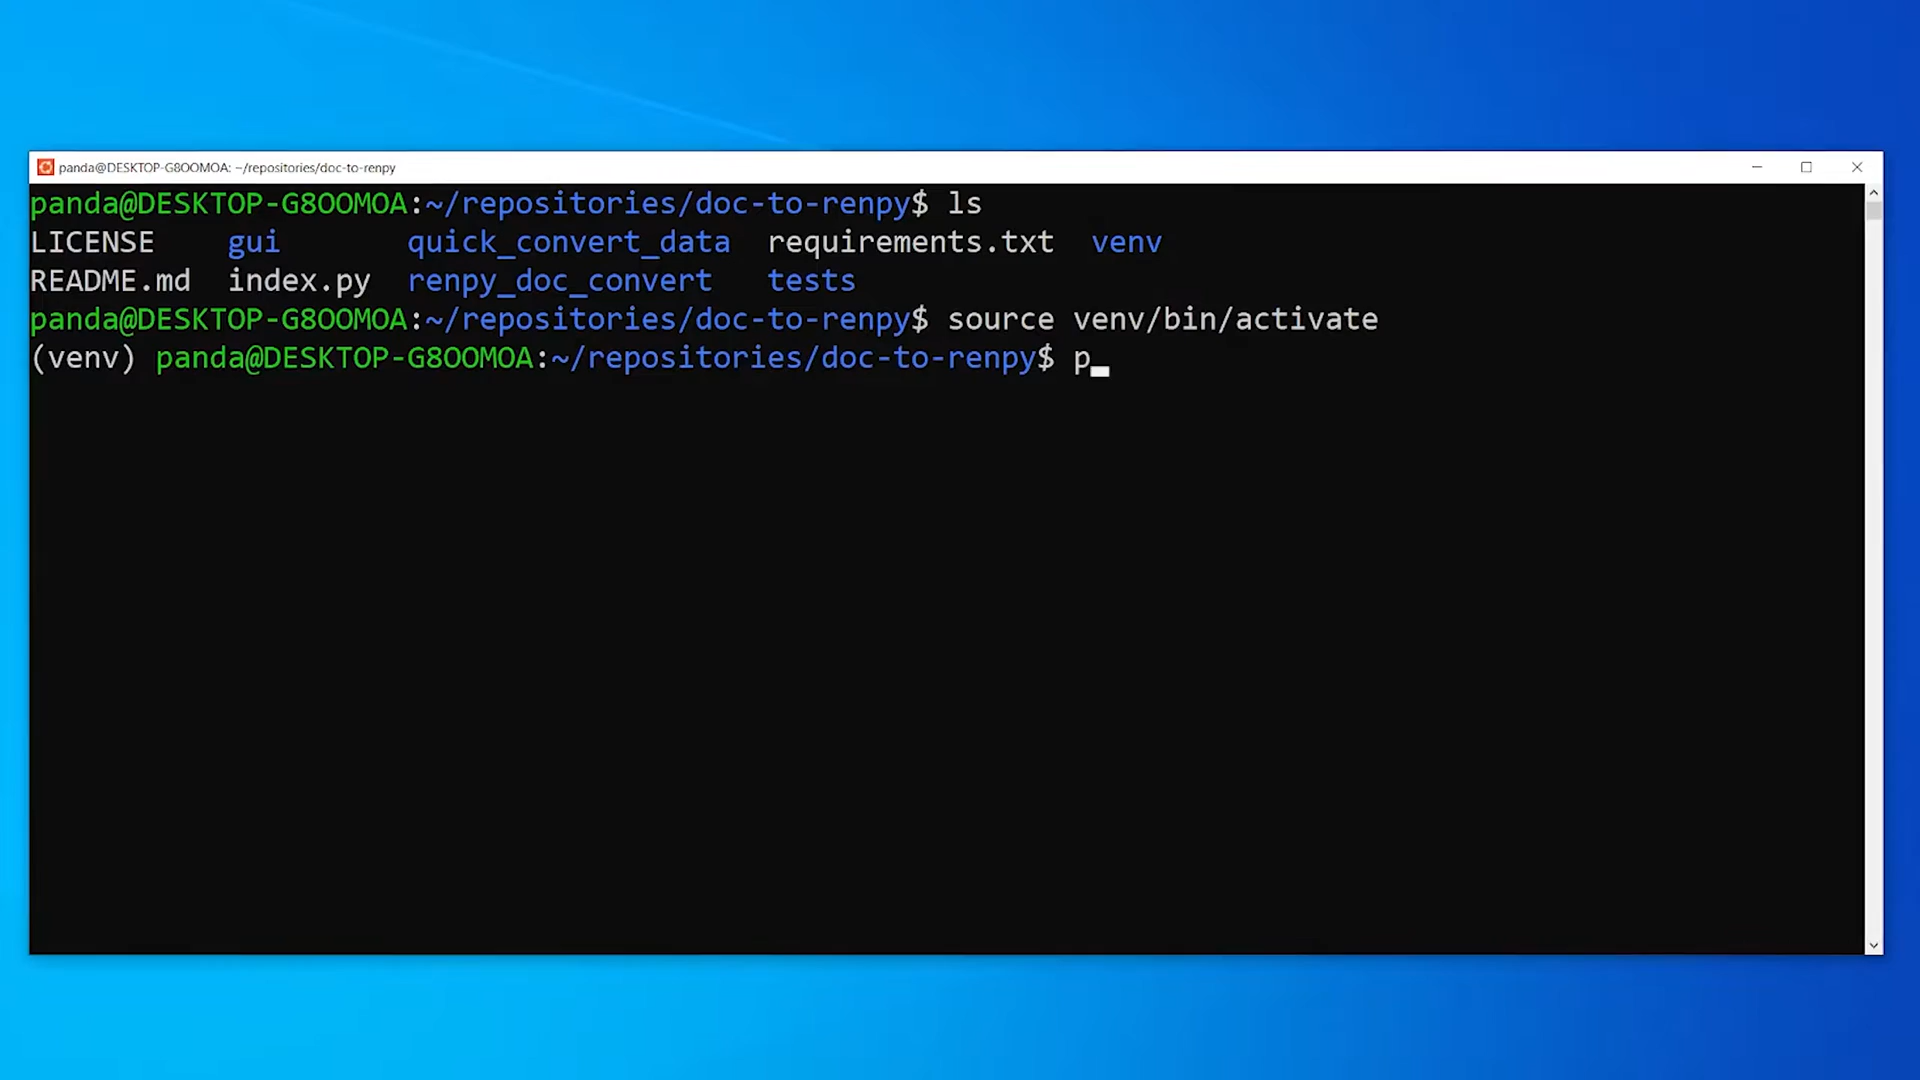 panda@DESKTOP-G8OOMOA: ~/repositories/doc-to-renpy
panda@DESKTOP-G8OOMOA:~/repositories/doc-to-renpy$ ls
LICENSE gui quick_convert_data requirements.txt venv
README.md index.py renpy_doc_convert tests
panda@DESKTOP-G8OOMOA:~/repositories/doc-to-renpy$ source venv/bin/activate
(venv) panda@DESKTOP-G8OOMOA:~/repositories/doc-to-renpy$ p